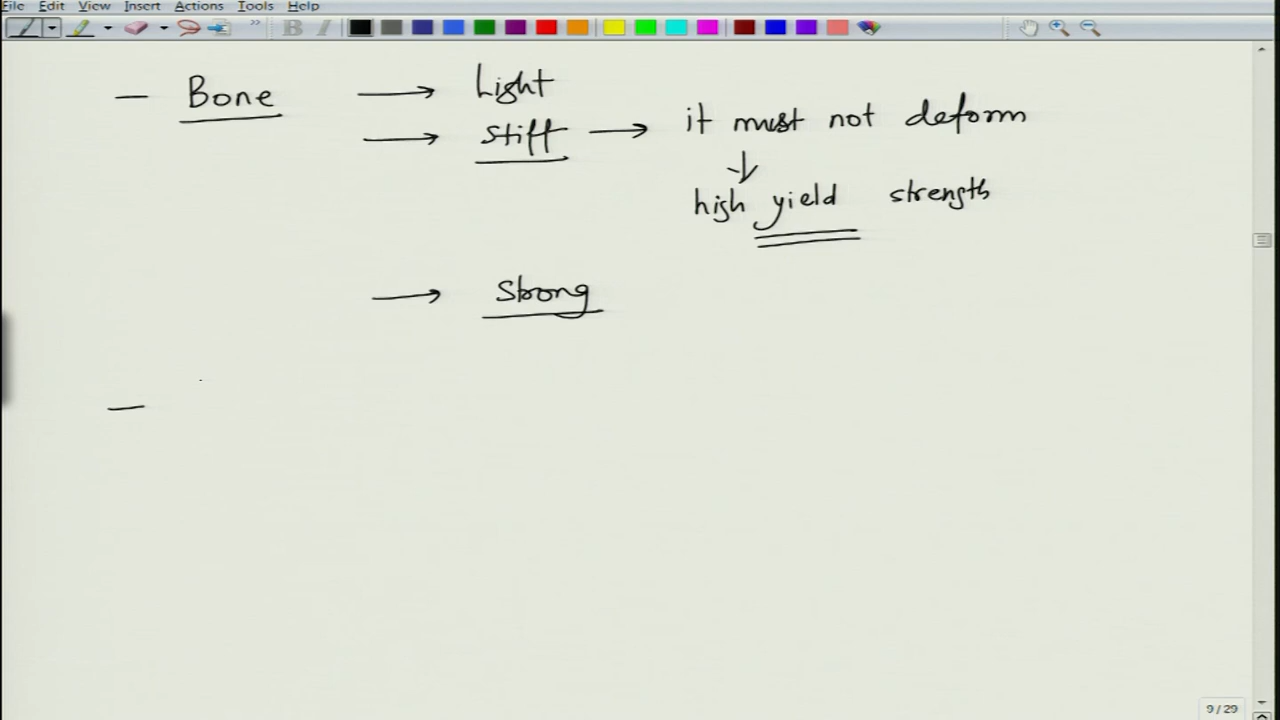 File Edit View Insert Actions Tools Help
B I
— Bone → Light
→ Stiff → it must not deform
↓
high yield strength
→ Strong
—
9 / 29